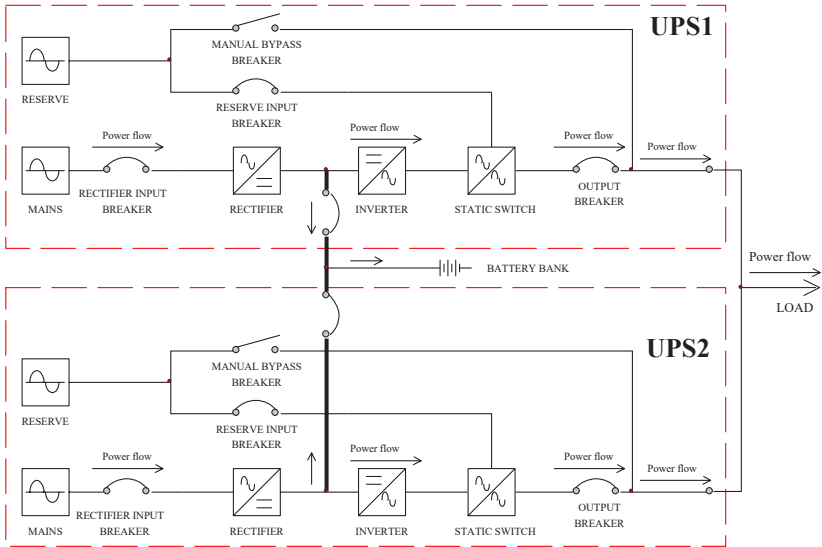 UPS1
MANUAL BYPASS
BREAKER
RESERVE
RESERVE INPUT
BREAKER
Power flow
Power flow
Power flow
Power flow
MAINS
RECTIFIER INPUT
BREAKER
RECTIFIER
INVERTER
STATIC SWITCH
OUTPUT
BREAKER
BATTERY BANK
Power flow
LOAD
UPS2
MANUAL BYPASS
BREAKER
RESERVE
RESERVE INPUT
BREAKER
Power flow
Power flow
Power flow
Power flow
MAINS
RECTIFIER INPUT
BREAKER
RECTIFIER
INVERTER
STATIC SWITCH
OUTPUT
BREAKER